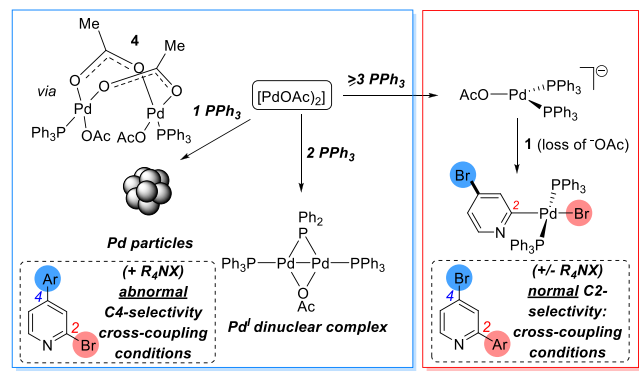 Me
4
Me
O
O
O
O
via
Pd
Pd
Ph3P
OAc
AcO
PPh3
1 PPh3
[PdOAc)2]
≥3 PPh3
2 PPh3
Pd particles
(+ R4NX)
abnormal
C4-selectivity
cross-coupling
conditions
Ar
4
2
N
Br
Ph2
P
Ph3P
Pd
Pd
PPh3
O
Ac
PdI dinuclear complex
AcO
Pd
PPh3
PPh3
⊖
1 (loss of -OAc)
Br
2
N
PPh3
Pd
Br
Ph3P
(+/- R4NX)
normal C2-
selectivity:
cross-coupling
conditions
Br
4
2
N
Ar